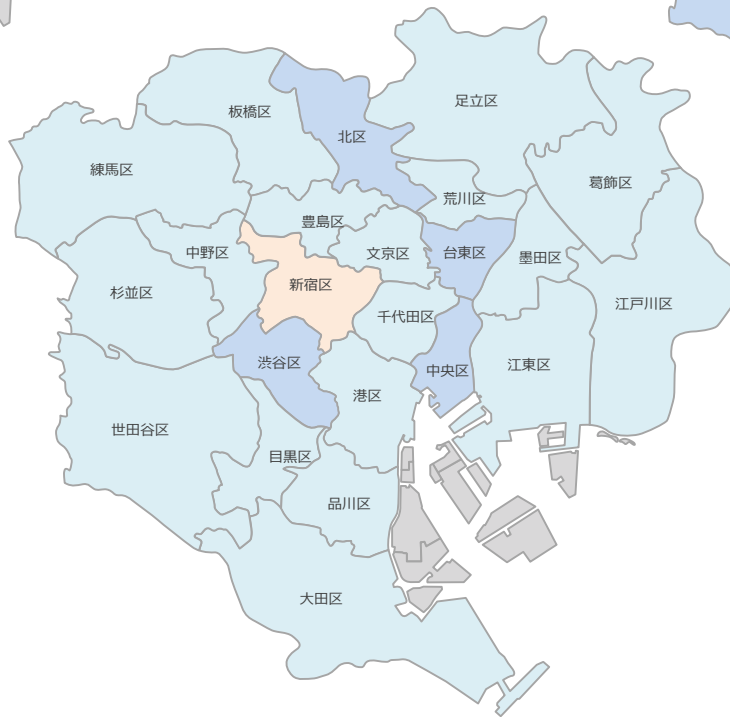 足立区
板橋区
北区
練馬区
葛飾区
荒川区
豊島区
中野区
文京区
台東区
墨田区
新宿区
杉並区
江戸川区
千代田区
渋谷区
中央区
江東区
港区
世田谷区
目黒区
品川区
大田区